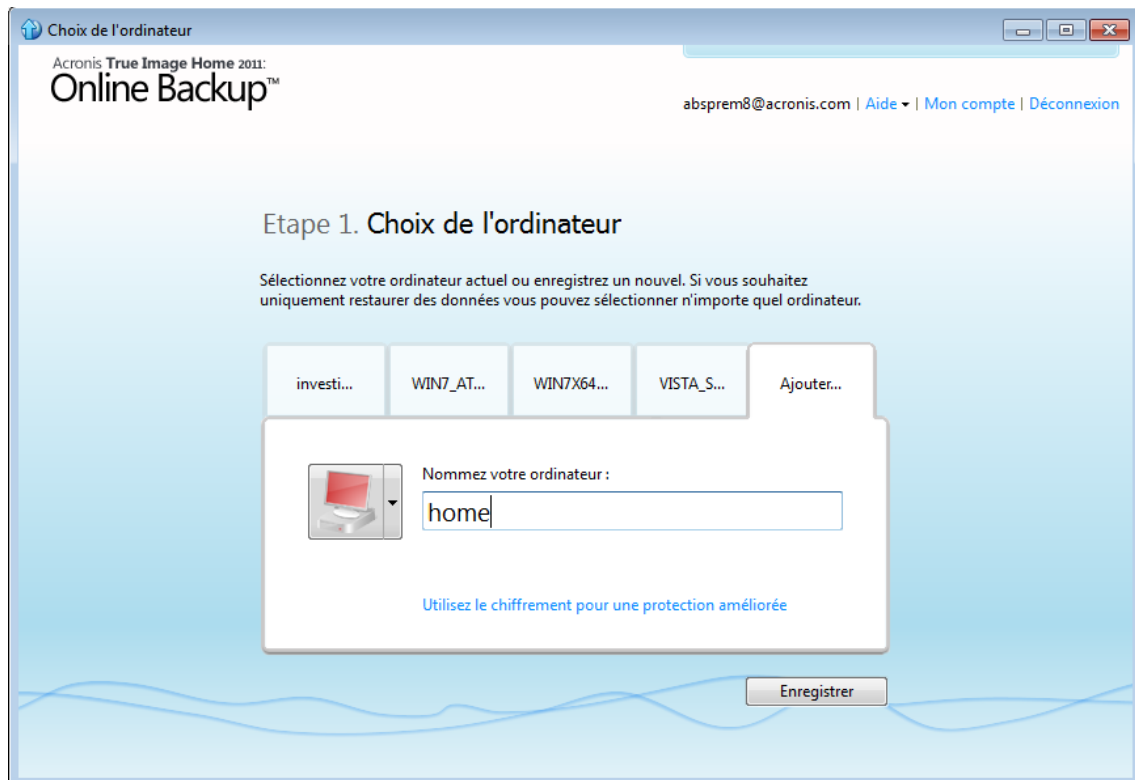 Choix de l'ordinateur
Acronis True Image Home 2011:
Online Backup™
absprem8@acronis.com | Aide | Mon compte | Déconnexion
Etape 1. Choix de l'ordinateur
Sélectionnez votre ordinateur actuel ou enregistrez un nouvel. Si vous souhaitez
uniquement restaurer des données vous pouvez sélectionner n'importe quel ordinateur.
investi... WIN7_AT... WIN7X64... VISTA_S... Ajouter...
Nommez votre ordinateur :
home
Utilisez le chiffrement pour une protection améliorée
Enregistrer